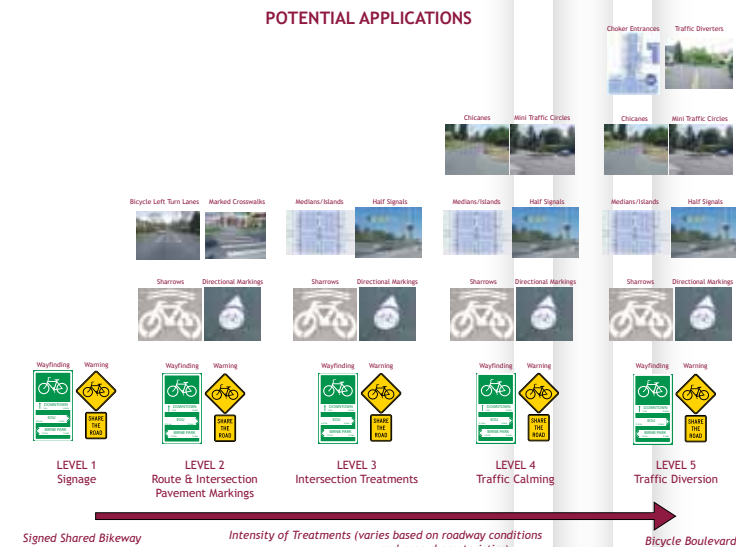 POTENTIAL APPLICATIONS
Choker Entrances Traffic Diverters
Chicanes Mini Traffic Circles Chicanes Mini Traffic Circles
Bicycle Left Turn Lanes Marked Crosswalks Medians/Islands Half Signals Medians/Islands Half Signals Medians/Islands Half Signals
Sharrows Directional Markings Sharrows Directional Markings Sharrows Directional Markings Sharrows Directional Markings
Wayfinding Warning Wayfinding Warning Wayfinding Warning Wayfinding Warning Wayfinding Warning
DOWNTOWN DOWNTOWN DOWNTOWN DOWNTOWN DOWNTOWN
SHARE SHARE SHARE SHARE SHARE
THE THE THE THE THE
ROAD ROAD ROAD ROAD ROAD
LEVEL 1 LEVEL 2 LEVEL 3 LEVEL 4 LEVEL 5
Signage Route & Intersection Intersection Treatments Traffic Calming Traffic Diversion
Pavement Markings
Signed Shared Bikeway Intensity of Treatments (varies based on roadway conditions Bicycle Boulevard